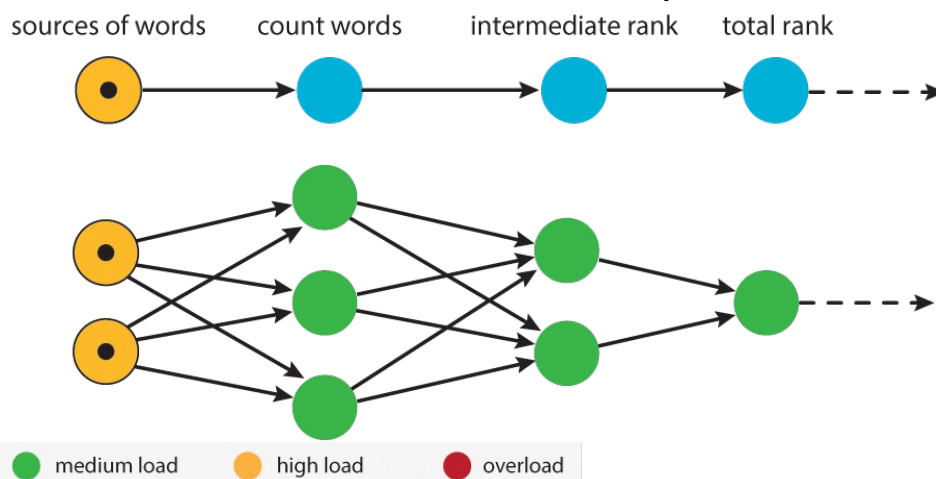 sources of words count words intermediate rank total rank
medium load high load overload